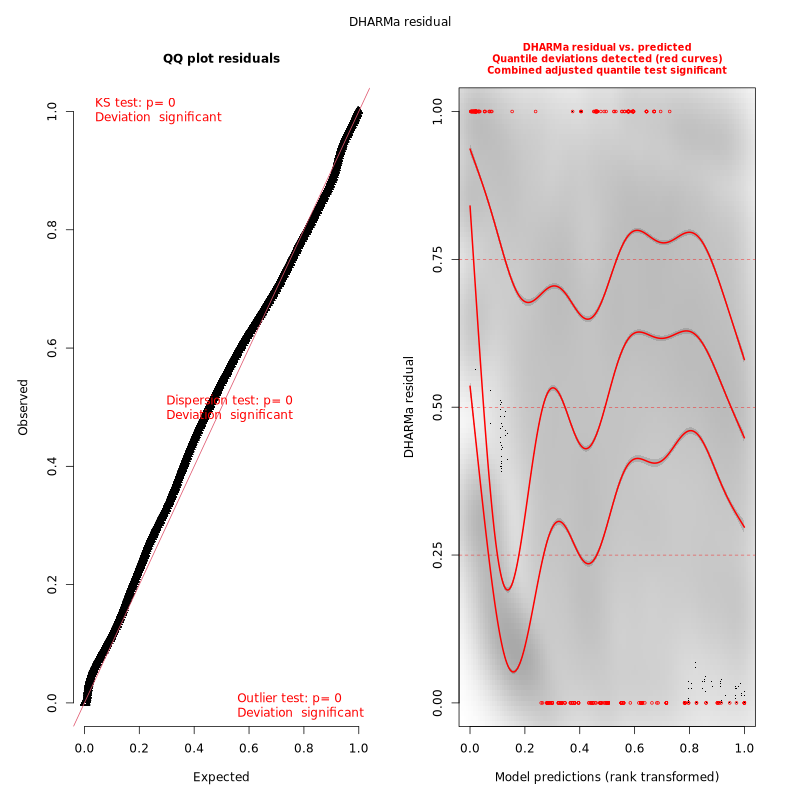 DHARMa residual
QQ plot residuals
KS test: p= 0
Deviation  significant
Dispersion test: p= 0
Deviation  significant
Outlier test: p= 0
Deviation  significant
Observed
0.0
0.2
0.4
0.6
0.8
1.0
0.0
0.2
0.4
0.6
0.8
1.0
Expected
DHARMa residual vs. predicted
Quantile deviations detected (red curves)
Combined adjusted quantile test significant
DHARMa residual
0.00
0.25
0.50
0.75
1.00
0.0
0.2
0.4
0.6
0.8
1.0
Model predictions (rank transformed)